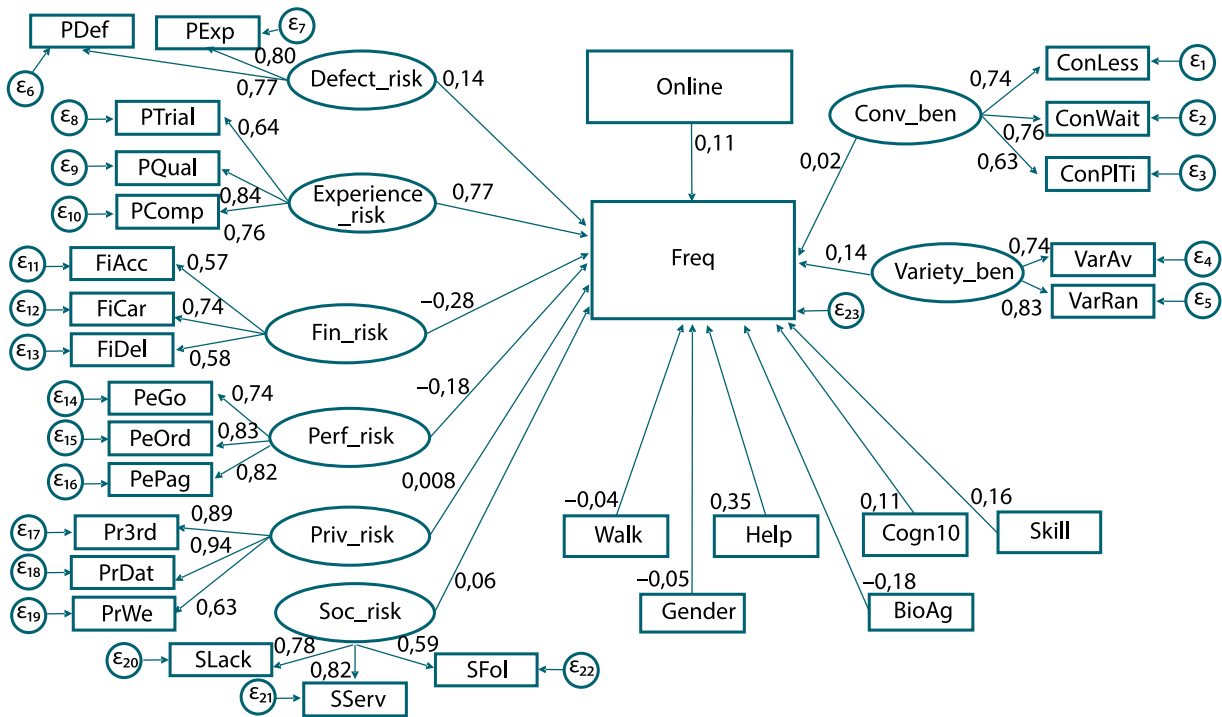 PDef
PExp
ε7
ε6
0,80
0,77
Defect_risk
0,14
ε8
PTrial
0,64
ε9
PQual
0,84
ε10
PComp
0,76
Experience
_risk
0,77
ε11
FiAcc
0,57
ε12
FiCar
0,74
ε13
FiDel
0,58
Fin_risk
−0,28
ε14
PeGo
0,74
ε15
PeOrd
0,83
ε16
PePag
0,82
Perf_risk
−0,18
ε17
Pr3rd
0,89
ε18
PrDat
0,94
ε19
PrWe
0,63
Priv_risk
0,008
Soc_risk
0,06
ε20
SLack
0,78
ε21
SServ
0,82
SFol
0,59
ε22
Online
0,11
Freq
ε23
Conv_ben
0,02
0,74
ConLess
ε1
0,76
ConWait
ε2
0,63
ConPlTi
ε3
Variety_ben
0,14
0,74
VarAv
ε4
0,83
VarRan
ε5
−0,04
Walk
−0,05
Gender
0,35
Help
0,11
Cogn10
−0,18
BioAg
0,16
Skill